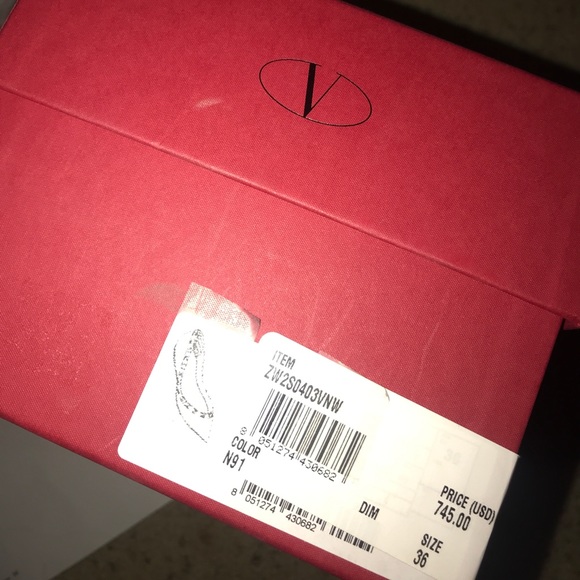 V
ITEM
ZW2S0403VNW
8 051274 430682
COLOR
N91
8 051274 430682
DIM
PRICE (USD)
745.00
SIZE
36